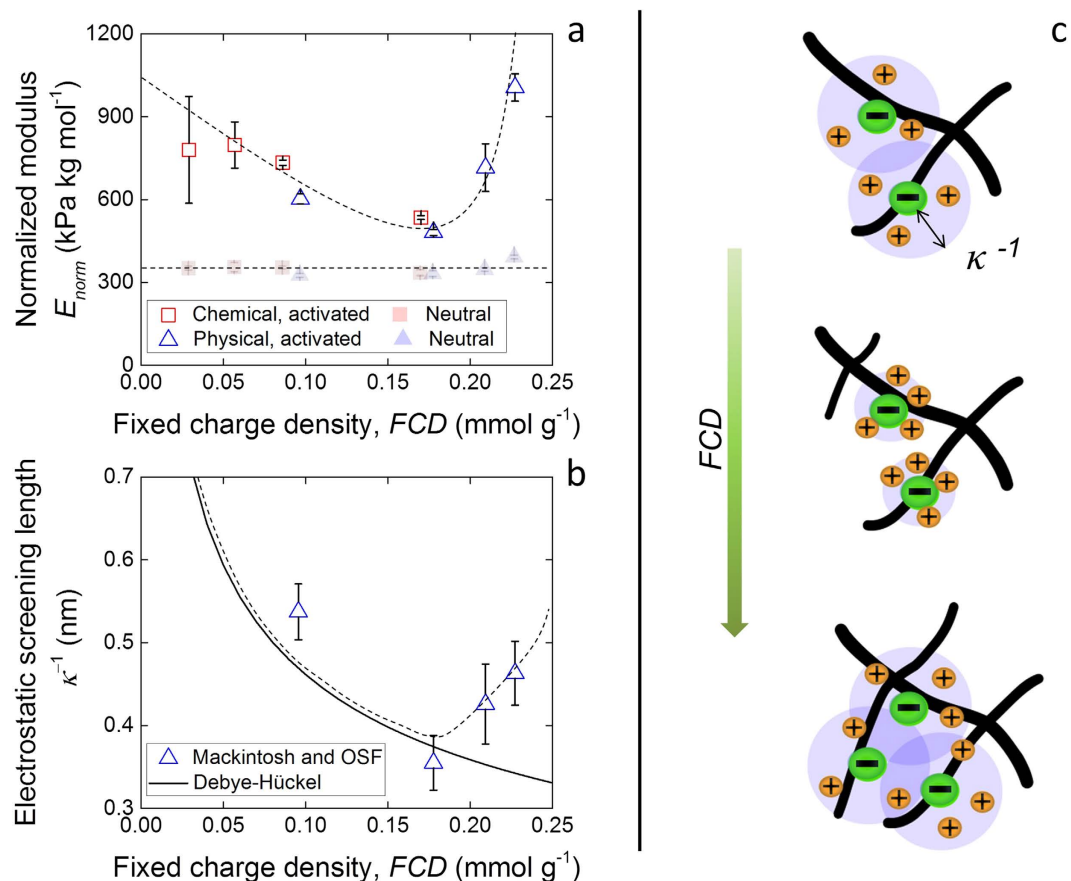 a
1200
900
600
300
0
Normalized modulus
E_norm (kPa kg mol⁻¹)
Chemical, activated
Neutral
Physical, activated
Neutral
0.00 0.05 0.10 0.15 0.20 0.25
Fixed charge density, FCD (mmol g⁻¹)
b
0.7
0.6
0.5
0.4
0.3
Electrostatic screening length
κ⁻¹ (nm)
Mackintosh and OSF
Debye-Hückel
0.00 0.05 0.10 0.15 0.20 0.25
Fixed charge density, FCD (mmol g⁻¹)
c
κ⁻¹
FCD